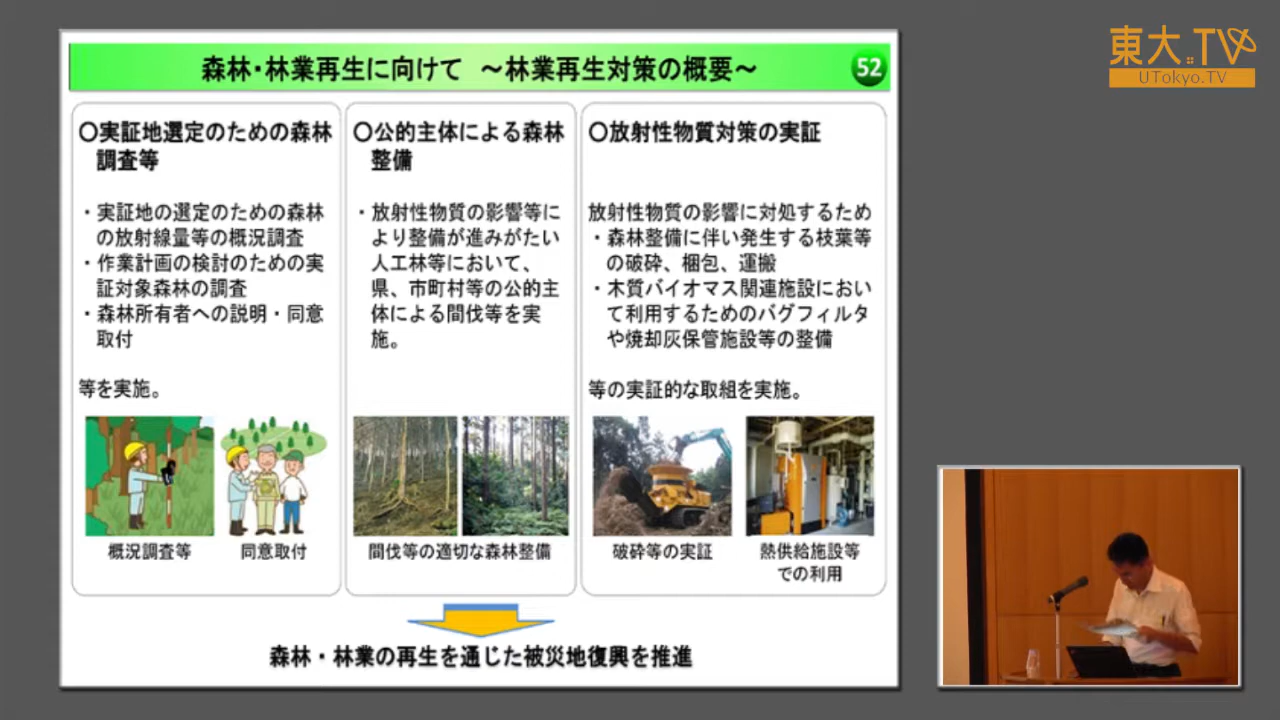 東大.TV
UTokyo.TV
森林・林業再生に向けて ～林業再生対策の概要～
52
〇実証地選定のための森林
調査等
・実証地の選定のための森林
の放射線量等の概況調査
・作業計画の検討のための実
証対象森林の調査
・森林所有者への説明・同意
取付
等を実施。
概況調査等
同意取付
〇公的主体による森林
整備
・放射性物質の影響等に
より整備が進みがたい
人工林等において、
県、市町村等の公的主
体による間伐等を実
施。
間伐等の適切な森林整備
〇放射性物質対策の実証
放射性物質の影響に対処するため
・森林整備に伴い発生する枝葉等
の破砕、梱包、運搬
・木質バイオマス関連施設におい
て利用するためのバグフィルタ
や焼却灰保管施設等の整備
等の実証的な取組を実施。
破砕等の実証
熱供給施設等
での利用
森林・林業の再生を通じた被災地復興を推進